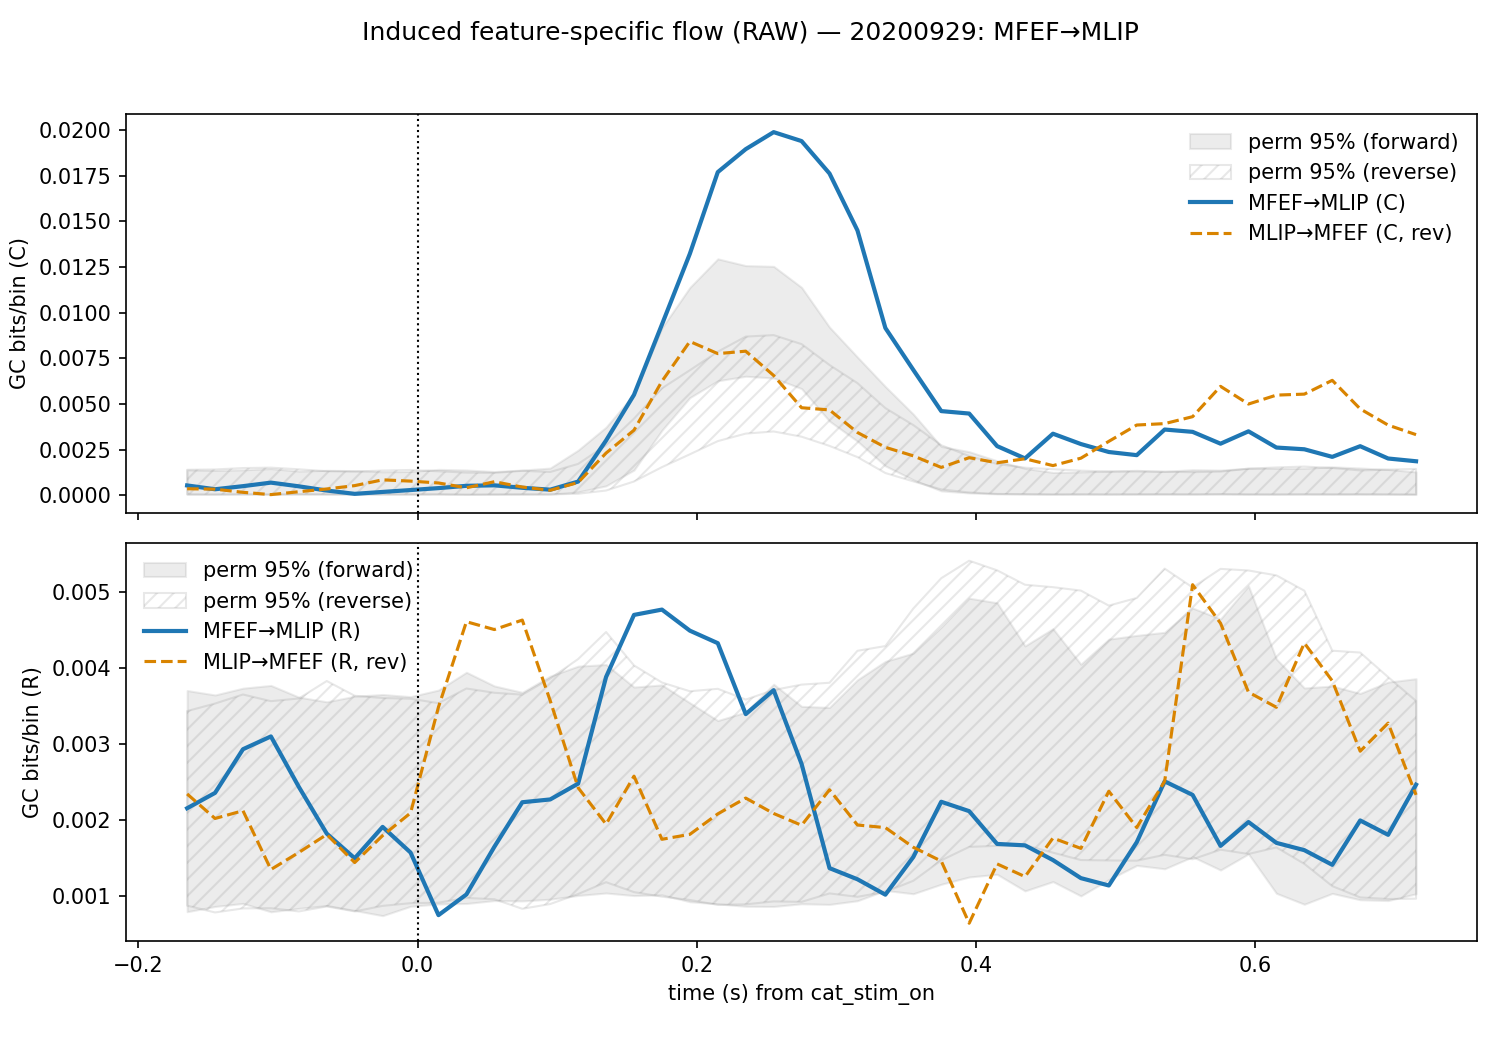 Induced feature-specific flow (RAW) — 20200929: MFEF→MLIP
GC bits/bin (C)
0.0200
0.0175
0.0150
0.0125
0.0100
0.0075
0.0050
0.0025
0.0000
perm 95% (forward)
perm 95% (reverse)
MFEF→MLIP (C)
MLIP→MFEF (C, rev)
GC bits/bin (R)
0.005
0.004
0.003
0.002
0.001
perm 95% (forward)
perm 95% (reverse)
MFEF→MLIP (R)
MLIP→MFEF (R, rev)
−0.2 0.0 0.2 0.4 0.6
time (s) from cat_stim_on